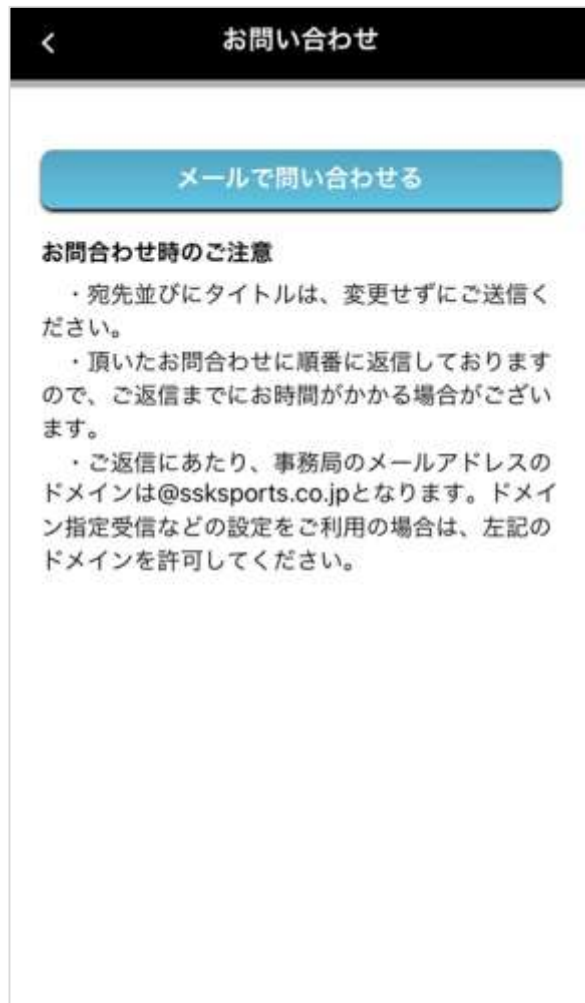 お問い合わせ
メールで問い合わせる
お問合わせ時のご注意
・宛先並びにタイトルは、変更せずにご送信く
ださい。
・頂いたお問合わせに順番に返信しております
ので、ご返信までにお時間がかかる場合がござい
ます。
・ご返信にあたり、事務局のメールアドレスの
ドメインは@ssksports.co.jpとなります。ドメイ
ン指定受信などの設定をご利用の場合は、左記の
ドメインを許可してください。